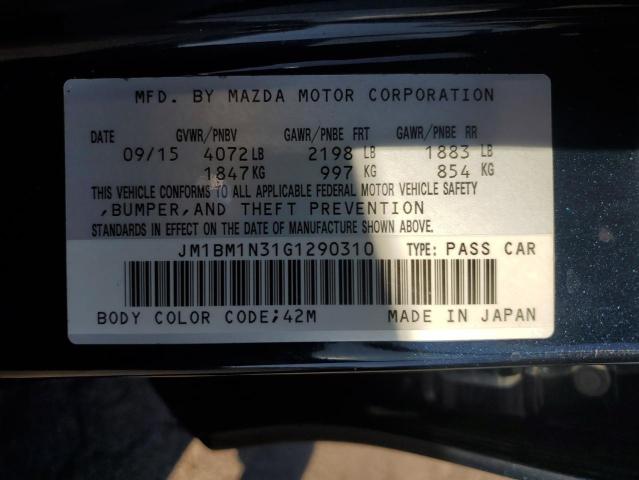 MFD. BY MAZDA MOTOR CORPORATION
DATE GVWR/PNBV GAWR/PNBE FRT GAWR/PNBE RR
09/15 4072 LB 2198 LB 1883 LB
1847 KG 997 KG 854 KG
THIS VEHICLE CONFORMS TO ALL APPLICABLE FEDERAL MOTOR VEHICLE SAFETY
,BUMPER,AND THEFT PREVENTION
STANDARDS IN EFFECT ON THE DATE OF MANUFACTURE SHOWN ABOVE.
JM1BM1N31G1290310 TYPE: PASS CAR
BODY COLOR CODE;42M MADE IN JAPAN